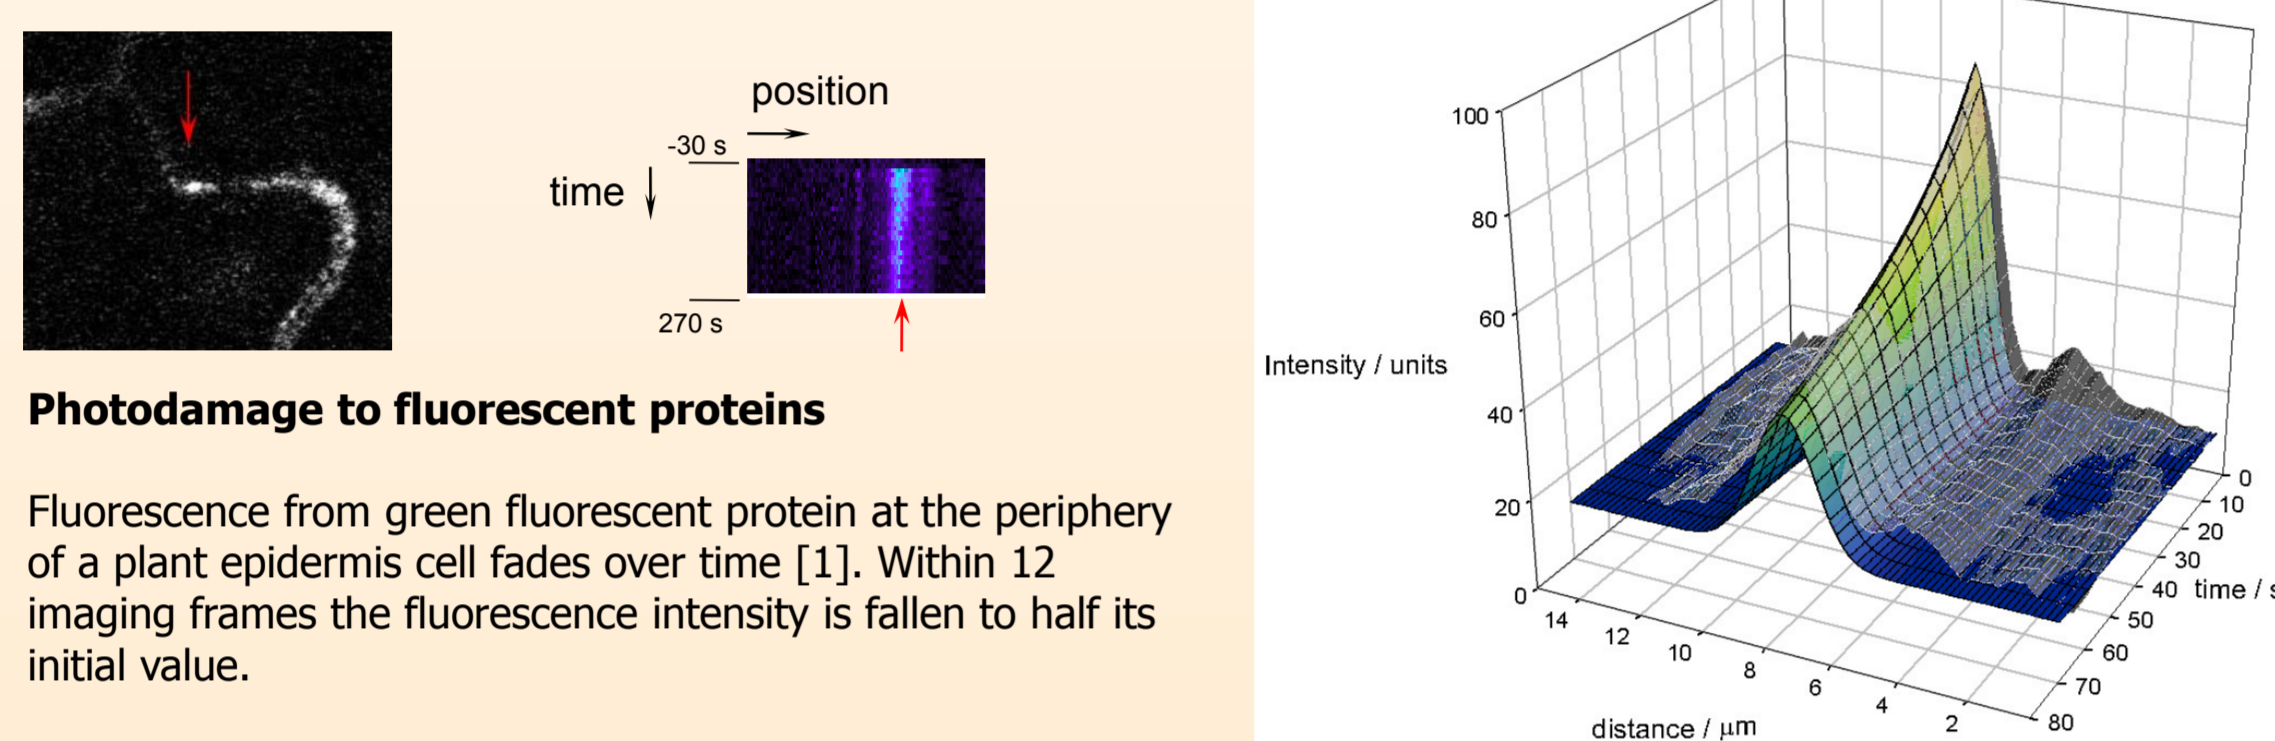 position
-30 s
time
270 s
Photodamage to fluorescent proteins
Fluorescence from green fluorescent protein at the periphery
of a plant epidermis cell fades over time [1]. Within 12
imaging frames the fluorescence intensity is fallen to half its
initial value.
100
80
60
Intensity / units
40
20
0
14
12
10
8
6
4
2
distance / μm
0
10
20
30
40 time / s
50
60
70
80